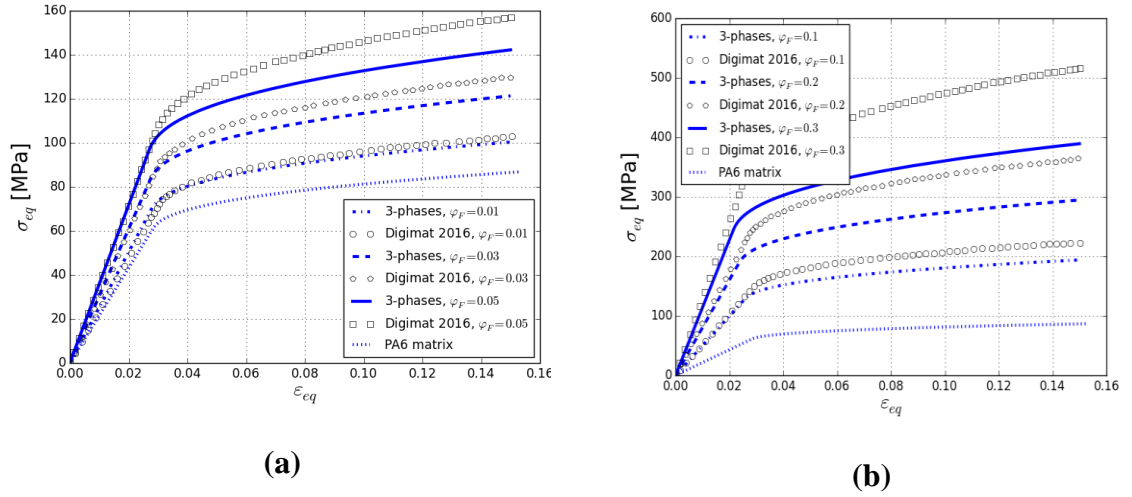 160
140
120
100
80
60
40
20
0
σeq [MPa]
3-phases, φF=0.01
Digimat 2016, φF=0.01
3-phases, φF=0.03
Digimat 2016, φF=0.03
3-phases, φF=0.05
Digimat 2016, φF=0.05
PA6 matrix
0.00 0.02 0.04 0.06 0.08 0.10 0.12 0.14 0.16
εeq
(a)
600
500
400
300
200
100
0
σeq [MPa]
3-phases, φF=0.1
Digimat 2016, φF=0.1
3-phases, φF=0.2
Digimat 2016, φF=0.2
3-phases, φF=0.3
Digimat 2016, φF=0.3
PA6 matrix
0.00 0.02 0.04 0.06 0.08 0.10 0.12 0.14 0.16
εeq
(b)